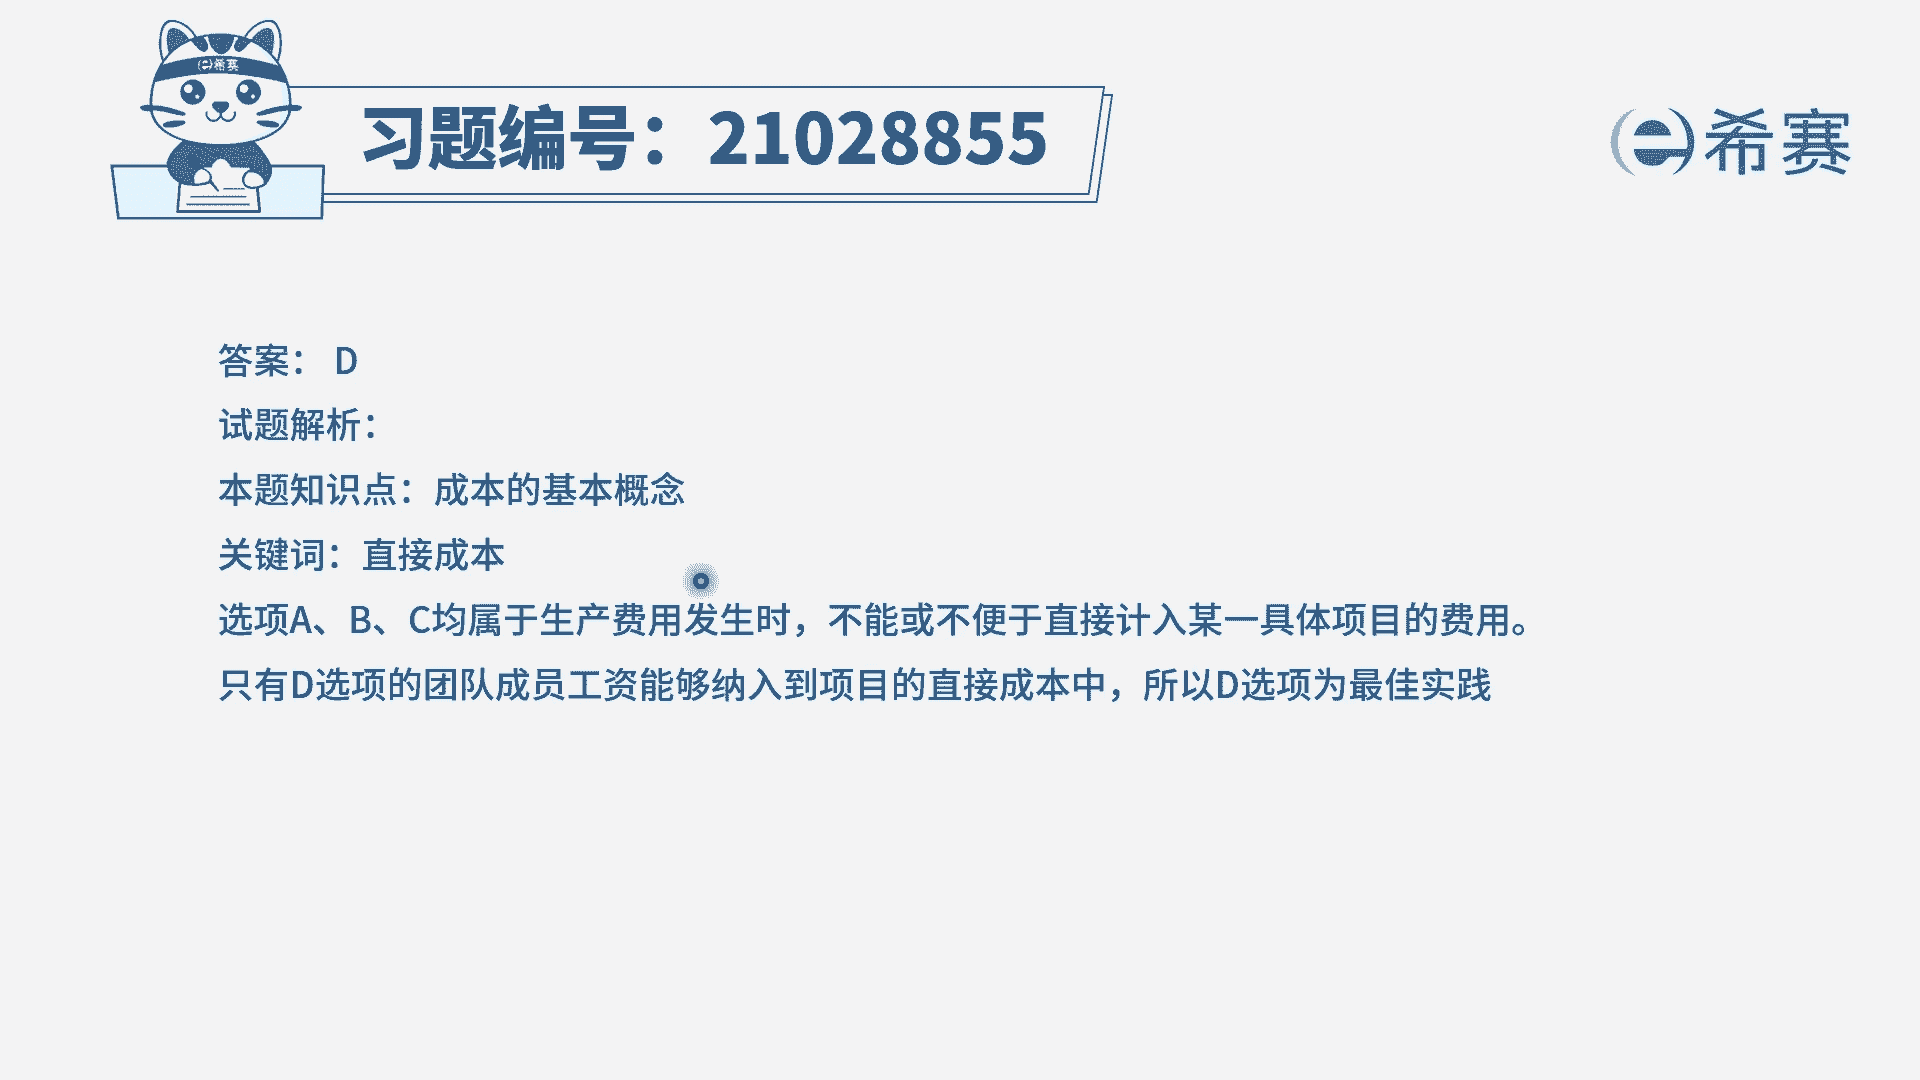 希赛
习题编号：21028855
希赛
答案： D
试题解析：
本题知识点：成本的基本概念
关键词：直接成本
选项A、B、C均属于生产费用发生时，不能或不便于直接计入某一具体项目的费用。
只有D选项的团队成员工资能够纳入到项目的直接成本中，所以D选项为最佳实践